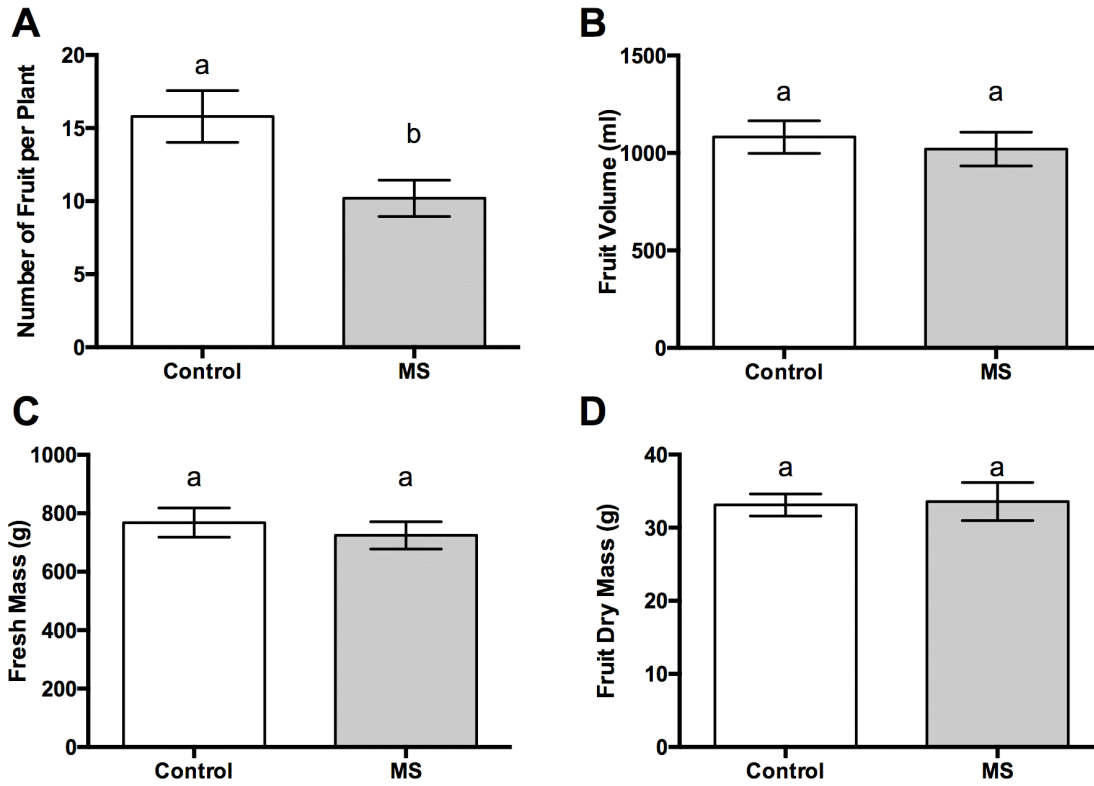 A
Number of Fruit per Plant
20
15
10
5
0
a
b
Control
MS
B
Fruit Volume (ml)
1500
1000
500
0
a
a
Control
MS
C
Fresh Mass (g)
1000
800
600
400
200
0
a
a
Control
MS
D
Fruit Dry Mass (g)
40
30
20
10
0
a
a
Control
MS